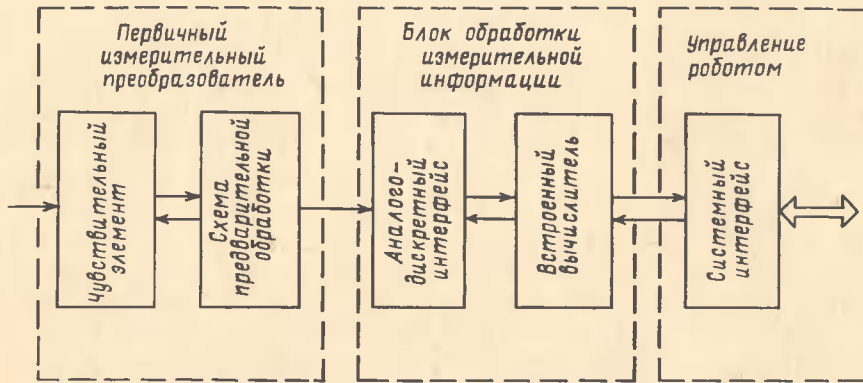 Первичный
измерительный
преобразователь
Блок обработки
измерительной
информации
Управление
роботом
Чувствительный
элемент
Схема
предварительной
обработки
Аналого-
дискретный
интерфейс
Встроенный
вычислитель
Системный
интерфейс